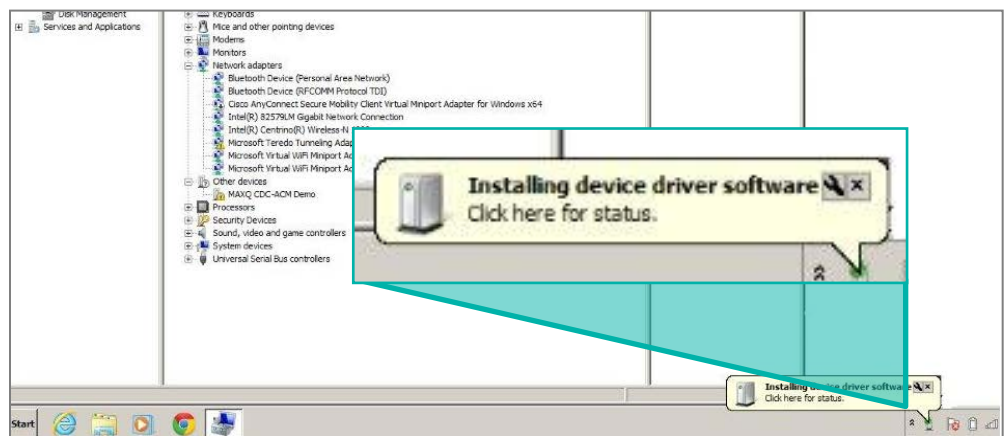 Disk Management
Services and Applications
Keyboards
Mice and other pointing devices
Modems
Monitors
Network adapters
Bluetooth Device (Personal Area Network)
Bluetooth Device (RFCOMM Protocol TDI)
Cisco AnyConnect Secure Mobility Client Virtual Miniport Adapter for Windows x64
Intel(R) 82579LM Gigabit Network Connection
Intel(R) Centrino(R) Wireless-N
Microsoft Teredo Tunneling Adap
Microsoft Virtual WiFi Miniport Ad
Microsoft Virtual WiFi Miniport Ad
Other devices
MAXQ CDC-ACM Demo
Processors
Security Devices
Sound, video and game controllers
System devices
Universal Serial Bus controllers
Installing device driver software
Click here for status.
Installing device driver software
Click here for status.
Start